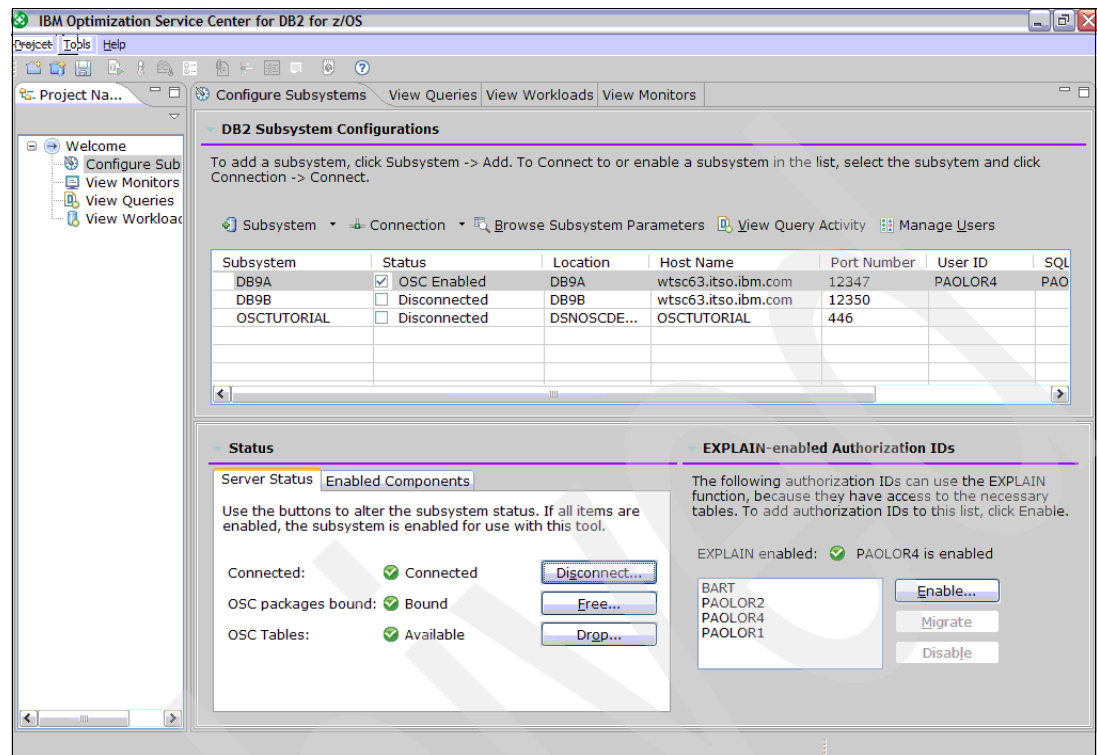 IBM Optimization Service Center for DB2 for z/OS
Project Tools Help
Project Na...
Configure Subsystems View Queries View Workloads View Monitors
Welcome
Configure Sub
View Monitors
View Queries
View Workloac
DB2 Subsystem Configurations
To add a subsystem, click Subsystem -> Add. To Connect to or enable a subsystem in the list, select the subsytem and click
Connection -> Connect.
Subsystem Connection Browse Subsystem Parameters View Query Activity Manage Users
Subsystem Status Location Host Name Port Number User ID SQL
DB9A OSC Enabled DB9A wtsc63.itso.ibm.com 12347 PAOLOR4 PAO
DB9B Disconnected DB9B wtsc63.itso.ibm.com 12350
OSCTUTORIAL Disconnected DSNOSCDE... OSCTUTORIAL 446
Status
Server Status Enabled Components
Use the buttons to alter the subsystem status. If all items are
enabled, the subsystem is enabled for use with this tool.
Connected: Connected Disconnect...
OSC packages bound: Bound Free...
OSC Tables: Available Drop...
EXPLAIN-enabled Authorization IDs
The following authorization IDs can use the EXPLAIN
function, because they have access to the necessary
tables. To add authorization IDs to this list, click Enable.
EXPLAIN enabled: PAOLOR4 is enabled
BART
PAOLOR2
PAOLOR4
PAOLOR1
Enable...
Migrate
Disable